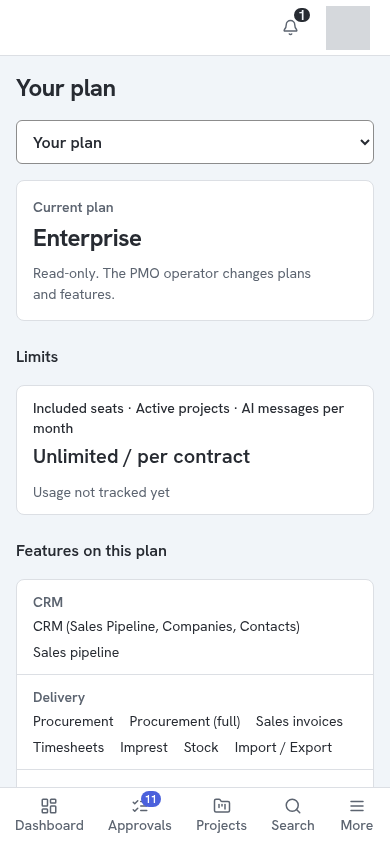 1
Your plan
Your plan
Current plan
Enterprise
Read-only. The PMO operator changes plans
and features.
Limits
Included seats · Active projects · AI messages per
month
Unlimited / per contract
Usage not tracked yet
Features on this plan
CRM
CRM (Sales Pipeline, Companies, Contacts)
Sales pipeline
Delivery
Procurement Procurement (full) Sales invoices
Timesheets Imprest Stock Import / Export
11
Dashboard Approvals Projects Search More